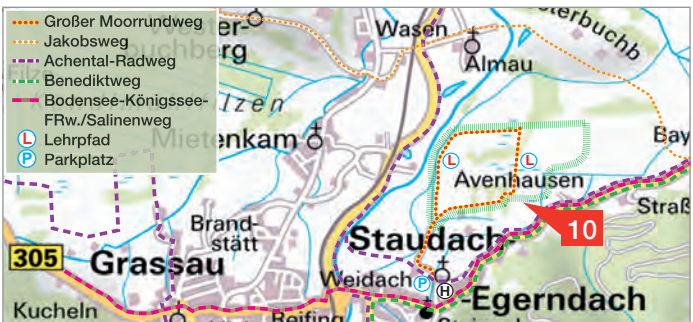 Großer Moorrundweg
Jakobsweg
Achental-Radweg
Benediktweg
Bodensee-Königssee-
FRw./Salinenweg
L Lehrpfad
P Parkplatz
Wasen
Almau
Mietenkam
L
L
Avenhausen
Bay
10
Brand-
stätt
Staudach-
305
Grassau
Weidach
P
H
-Egerndach
Kucheln
Reifing